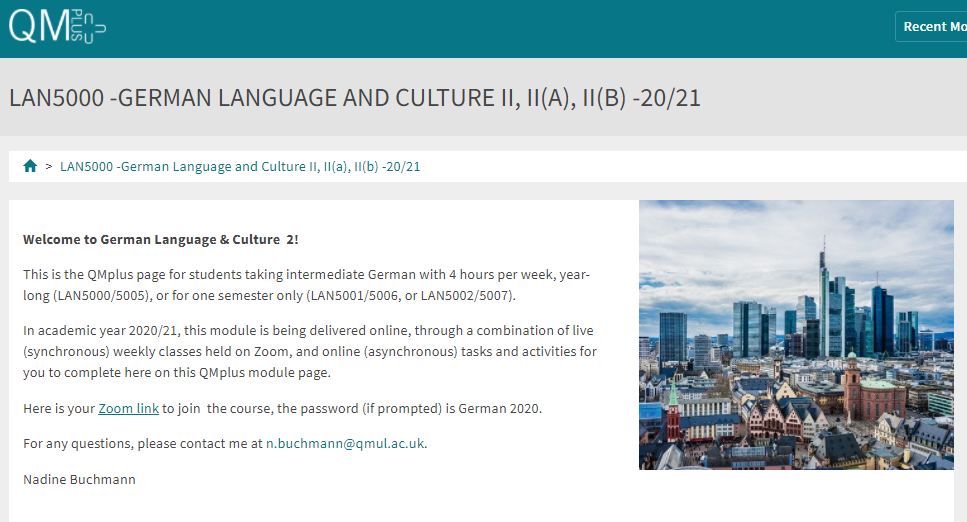 QM PLUS
Recent Mo
LAN5000 -GERMAN LANGUAGE AND CULTURE II, II(A), II(B) -20/21
> LAN5000 -German Language and Culture II, II(a), II(b) -20/21
Welcome to German Language & Culture  2!
This is the QMplus page for students taking intermediate German with 4 hours per week, year-
long (LAN5000/5005), or for one semester only (LAN5001/5006, or LAN5002/5007).
In academic year 2020/21, this module is being delivered online, through a combination of live
(synchronous) weekly classes held on Zoom, and online (asynchronous) tasks and activities for
you to complete here on this QMplus module page.
Here is your Zoom link to join  the course, the password (if prompted) is German 2020.
For any questions, please contact me at n.buchmann@qmul.ac.uk.
Nadine Buchmann